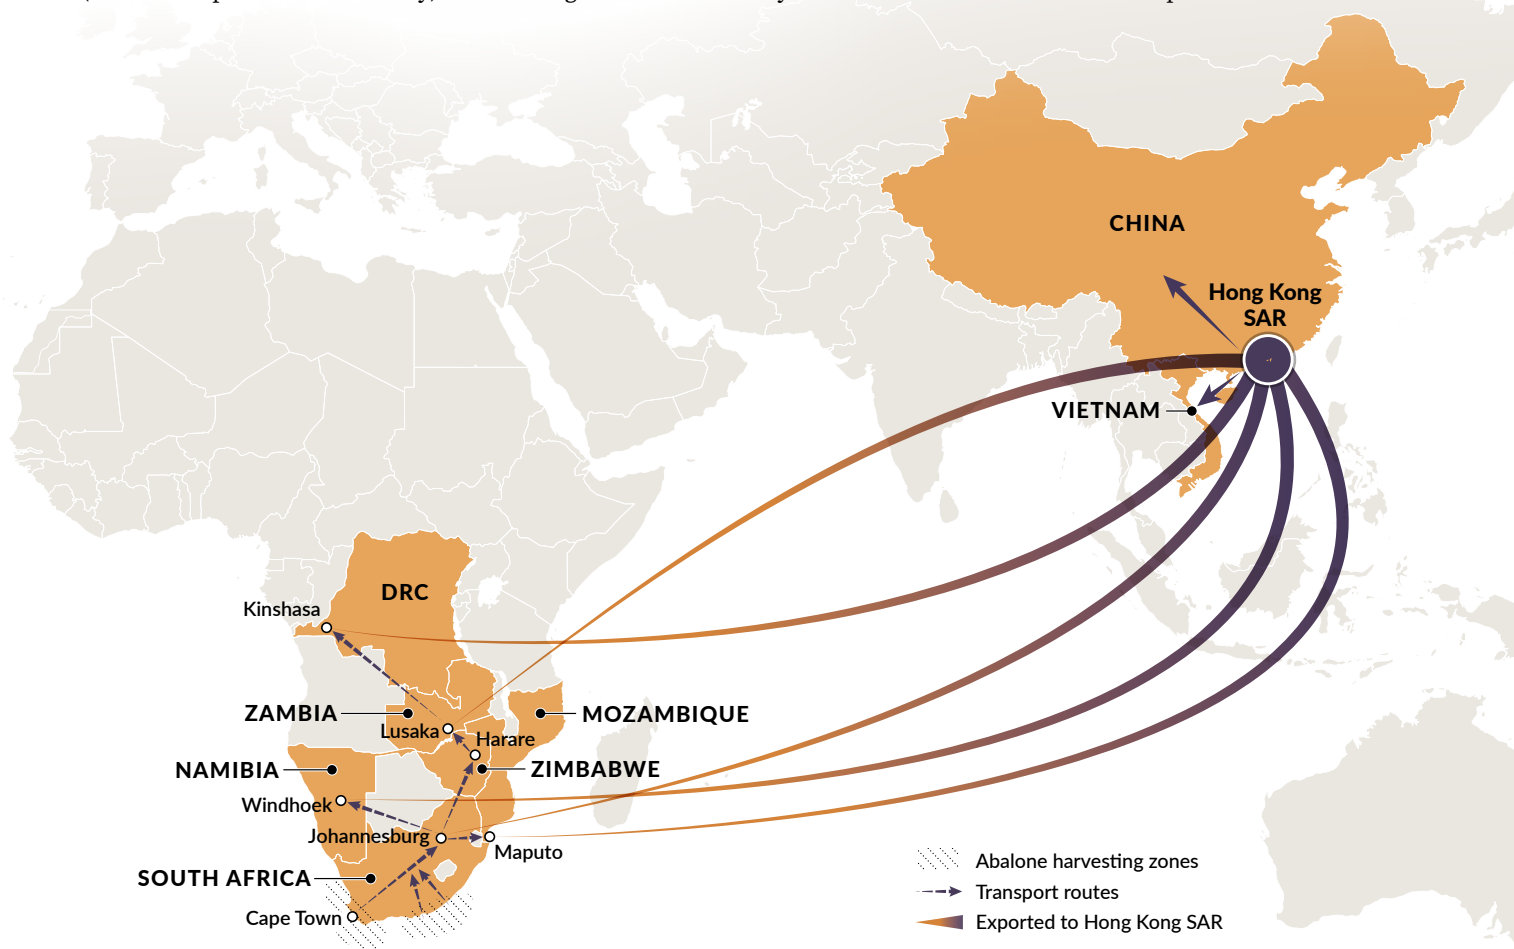 CHINA
Hong Kong
SAR
VIETNAM
DRC
Kinshasa
ZAMBIA
MOZAMBIQUE
Lusaka
Harare
NAMIBIA
ZIMBABWE
Windhoek
Johannesburg
Maputo
SOUTH AFRICA
Cape Town
Abalone harvesting zones
Transport routes
Exported to Hong Kong SAR